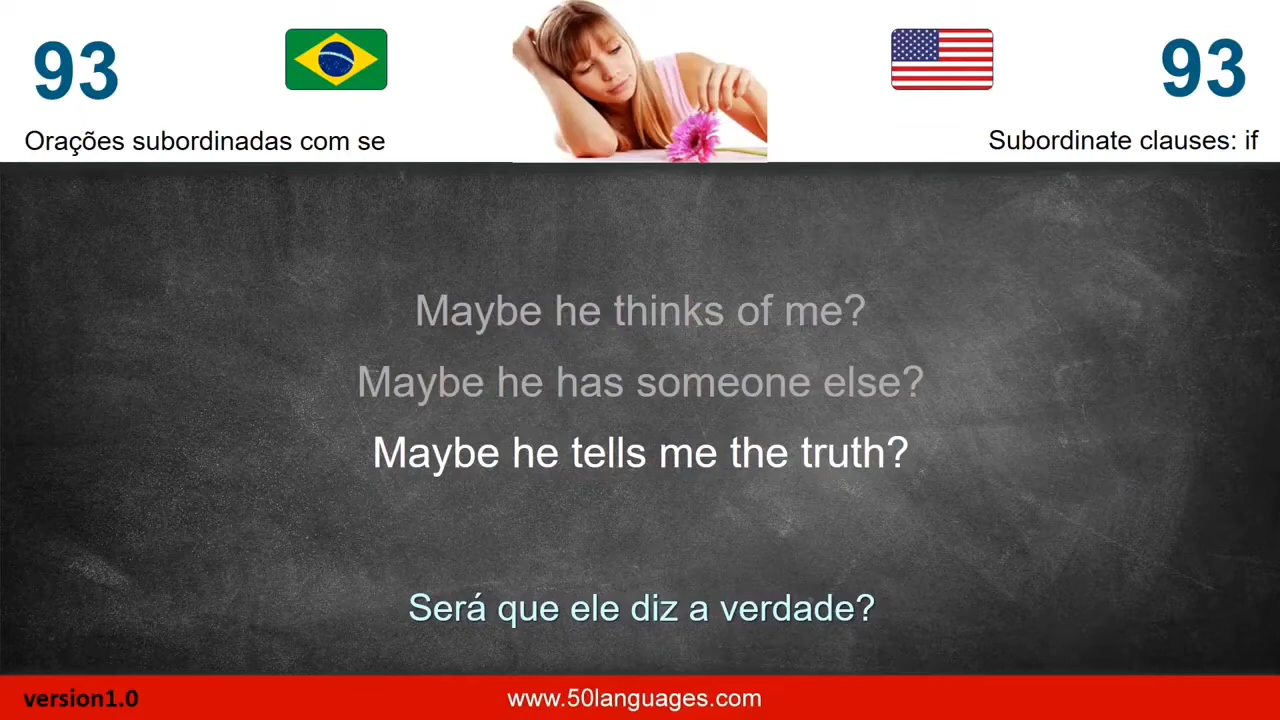 93
93
Orações subordinadas com se
Subordinate clauses: if
Maybe he thinks of me?
Maybe he has someone else?
Maybe he tells me the truth?
Será que ele diz a verdade?
version1.0
www.50languages.com